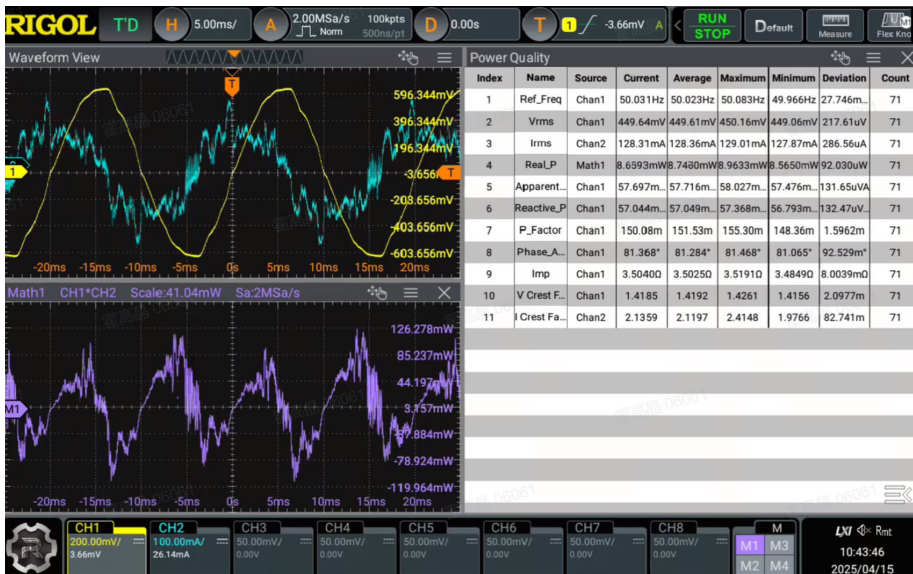 RIGOL T'D H 5.00ms/ A 2.00MSa/s 100kpts Norm 500ns/pt D 0.00s T 1 -3.66mV A RUN STOP Default Measure Flex Kno
Waveform View
596.344mV
396.344mV
196.344mV
1 T
-203.656mV
-403.656mV
-603.656mV
-20ms -15ms -10ms -5ms 0s 5ms 10ms 15ms 20ms
Math1 CH1*CH2 Scale:41.04mW Sa:2MSa/s
126.278mW
85.237mW
44.197mW
M1 3.157mW
-78.924mW
-119.964mW
-20ms -15ms -10ms -5ms 0s 5ms 10ms 15ms 20ms
Power Quality
Index Name Source Current Average Maximum Minimum Deviation Count
1 Ref_Freq Chan1 50.031Hz 50.023Hz 50.083Hz 49.966Hz 27.746m... 71
2 Vrms Chan1 449.64mV 449.61mV 450.16mV 449.06mV 217.61uV 71
3 Irms Chan2 128.31mA 128.36mA 129.01mA 127.87mA 286.56uA 71
4 Real_P Math1 8.6593mW 8.7460mW 8.9633mW 8.5650mW 92.030uW 71
5 Apparent... Chan1 57.697m... 57.716m... 58.027m... 57.476m... 131.65uVA 71
6 Reactive_P Chan1 57.044m... 57.049m... 57.368m... 56.793m... 132.47uV... 71
7 P_Factor Chan1 150.08m 151.53m 155.30m 148.36m 1.5962m 71
8 Phase_A... Chan1 81.368° 81.284° 81.468° 81.065° 92.529m° 71
9 Imp Chan1 3.5040Ω 3.5025Ω 3.5191Ω 3.4849Ω 8.0039mΩ 71
10 V Crest F... Chan1 1.4185 1.4192 1.4261 1.4156 2.0977m 71
11 I Crest Fa... Chan2 2.1359 2.1197 2.4148 1.9766 82.741m 71
CH1 CH2 CH3 CH4 CH5 CH6 CH7 CH8 M
200.00mV/ 100.00mA/ 50.00mV/ 50.00mV/ 50.00mV/ 50.00mV/ 50.00mV/ 50.00mV/ M1 M3
3.66mV 26.14mA 0.00V 0.00V 0.00V 0.00V 0.00V 0.00V M2 M4
LXI Rmt
10:43:46
2025/04/15